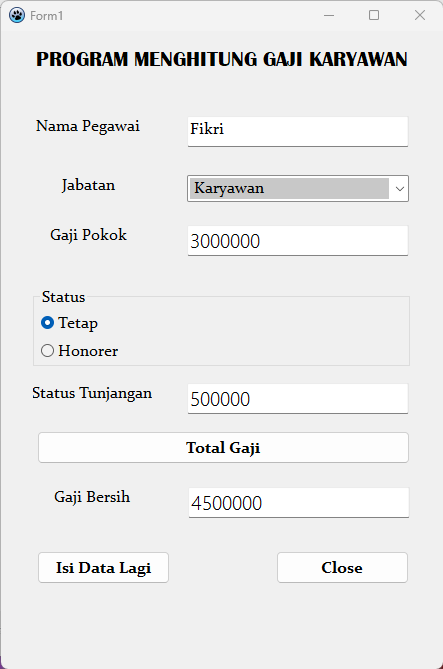 Form1
PROGRAM MENGHITUNG GAJI KARYAWAN
Nama Pegawai Fikri
Jabatan Karyawan
Gaji Pokok 3000000
Status
Tetap
Honorer
Status Tunjangan 500000
Total Gaji
Gaji Bersih 4500000
Isi Data Lagi Close